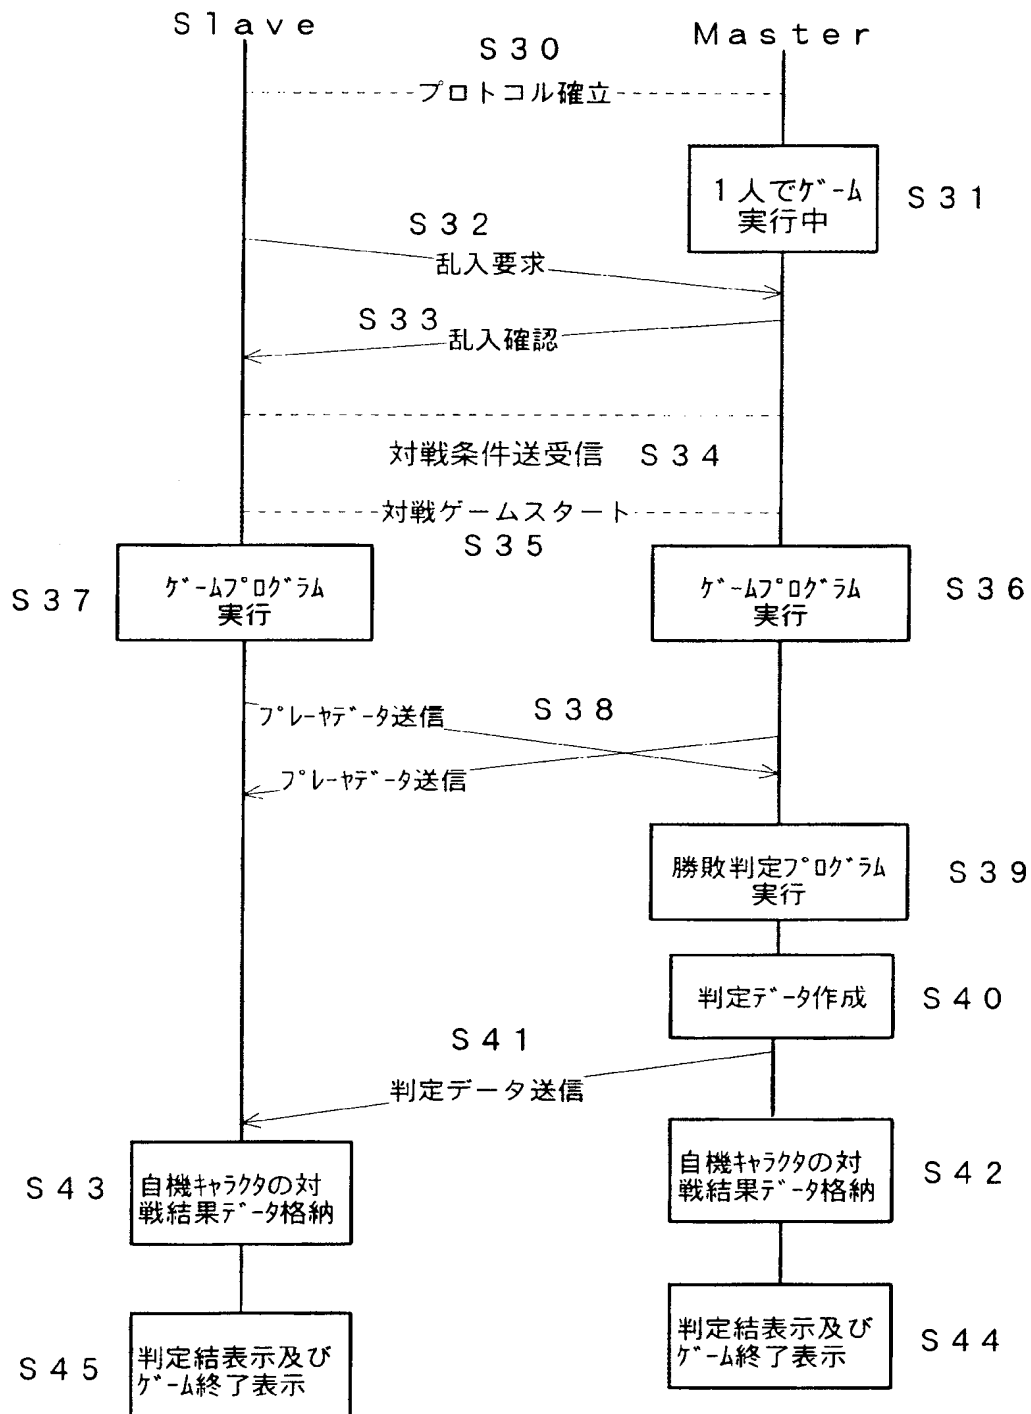 Slave
Master
S30
プロトコル確立
1人でｹﾞｰﾑ
実行中
S31
S32
乱入要求
S33
乱入確認
対戦条件送受信 S34
対戦ゲームスタート
S35
S37
ｹﾞｰﾑﾌﾟﾛｸﾞﾗﾑ
実行
ｹﾞｰﾑﾌﾟﾛｸﾞﾗﾑ
実行
S36
S38
ﾌﾟﾚｰﾔﾃﾞｰﾀ送信
ﾌﾟﾚｰﾔﾃﾞｰﾀ送信
勝敗判定ﾌﾟﾛｸﾞﾗﾑ
実行
S39
判定ﾃﾞｰﾀ作成
S40
S41
判定データ送信
S43
自機ｷｬﾗｸﾀの対
戦結果ﾃﾞｰﾀ格納
自機ｷｬﾗｸﾀの対
戦結果ﾃﾞｰﾀ格納
S42
S45
判定結表示及び
ｹﾞｰﾑ終了表示
判定結表示及び
ｹﾞｰﾑ終了表示
S44